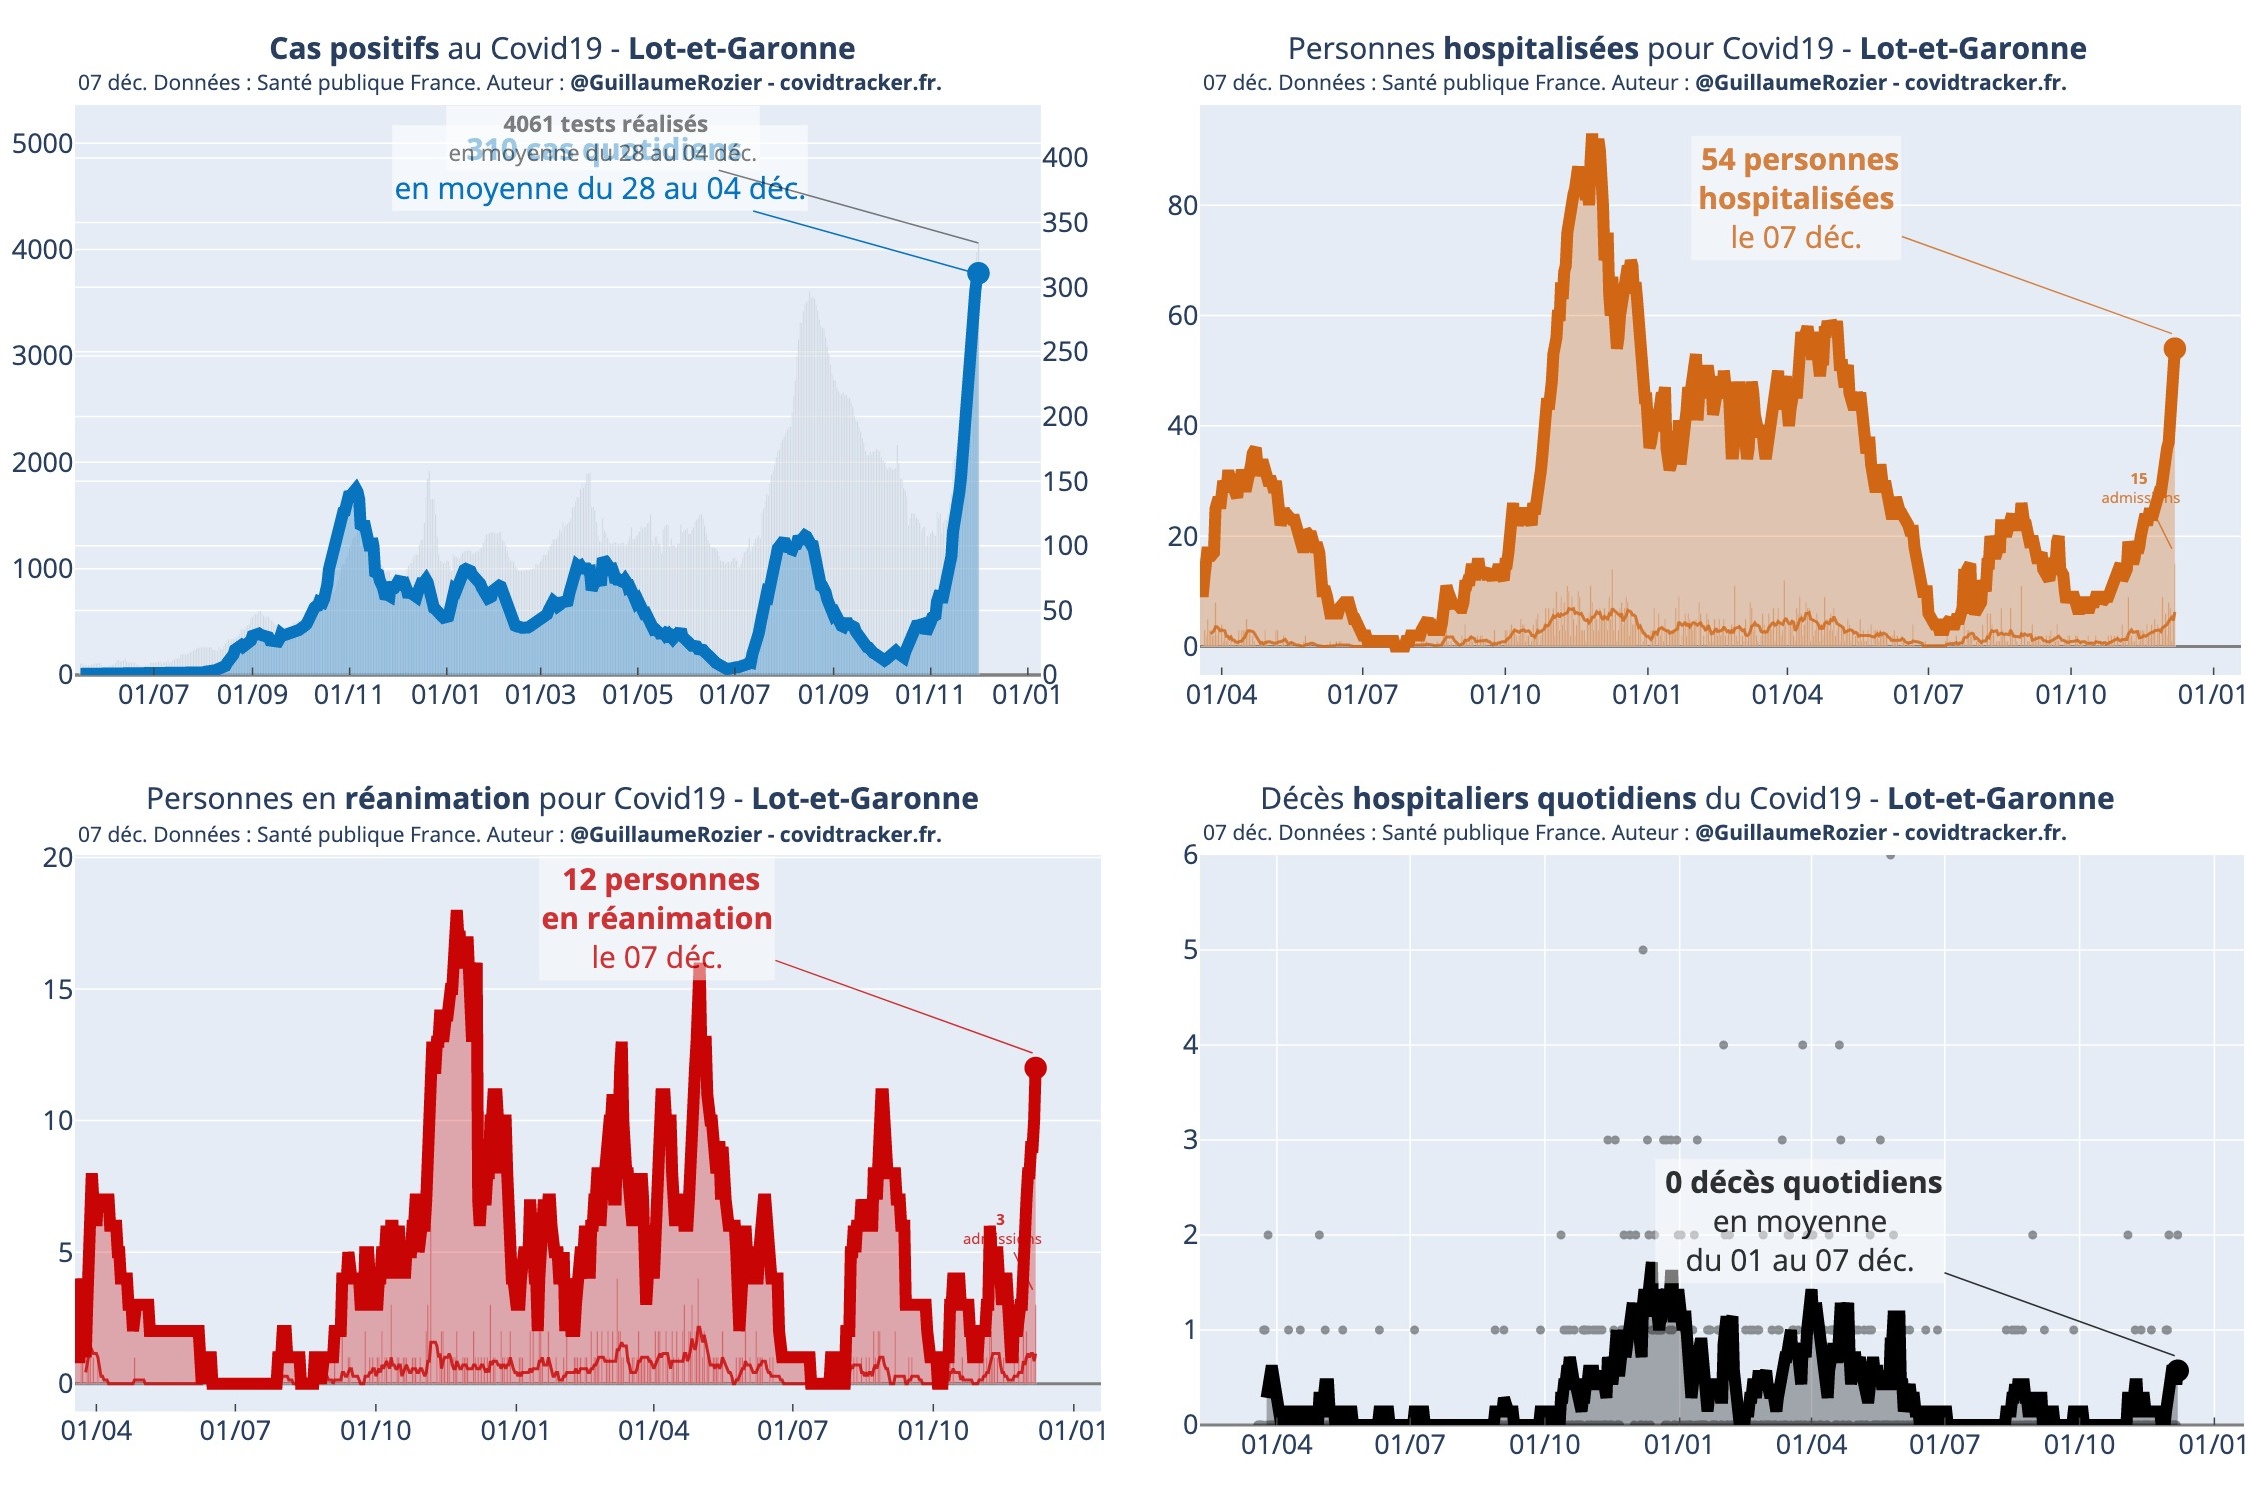 Cas positifs au Covid19 - Lot-et-Garonne
07 déc. Données : Santé publique France. Auteur : @GuillaumeRozier - covidtracker.fr.
4061 tests réalisés
en moyenne du 28 au 04 déc.
310 cas quotidiens
en moyenne du 28 au 04 déc.
5000
4000
3000
2000
1000
0
400
350
300
250
200
150
100
50
0
01/07 01/09 01/11 01/01 01/03 01/05 01/07 01/09 01/11 01/01
Personnes hospitalisées pour Covid19 - Lot-et-Garonne
07 déc. Données : Santé publique France. Auteur : @GuillaumeRozier - covidtracker.fr.
54 personnes
hospitalisées
le 07 déc.
15
admissions
80
60
40
20
0
01/04 01/07 01/10 01/01 01/04 01/07 01/10 01/01
Personnes en réanimation pour Covid19 - Lot-et-Garonne
07 déc. Données : Santé publique France. Auteur : @GuillaumeRozier - covidtracker.fr.
12 personnes
en réanimation
le 07 déc.
3
admissions
20
15
10
5
0
01/04 01/07 01/10 01/01 01/04 01/07 01/10 01/01
Décès hospitaliers quotidiens du Covid19 - Lot-et-Garonne
07 déc. Données : Santé publique France. Auteur : @GuillaumeRozier - covidtracker.fr.
0 décès quotidiens
en moyenne
du 01 au 07 déc.
6
5
4
3
2
1
0
01/04 01/07 01/10 01/01 01/04 01/07 01/10 01/01